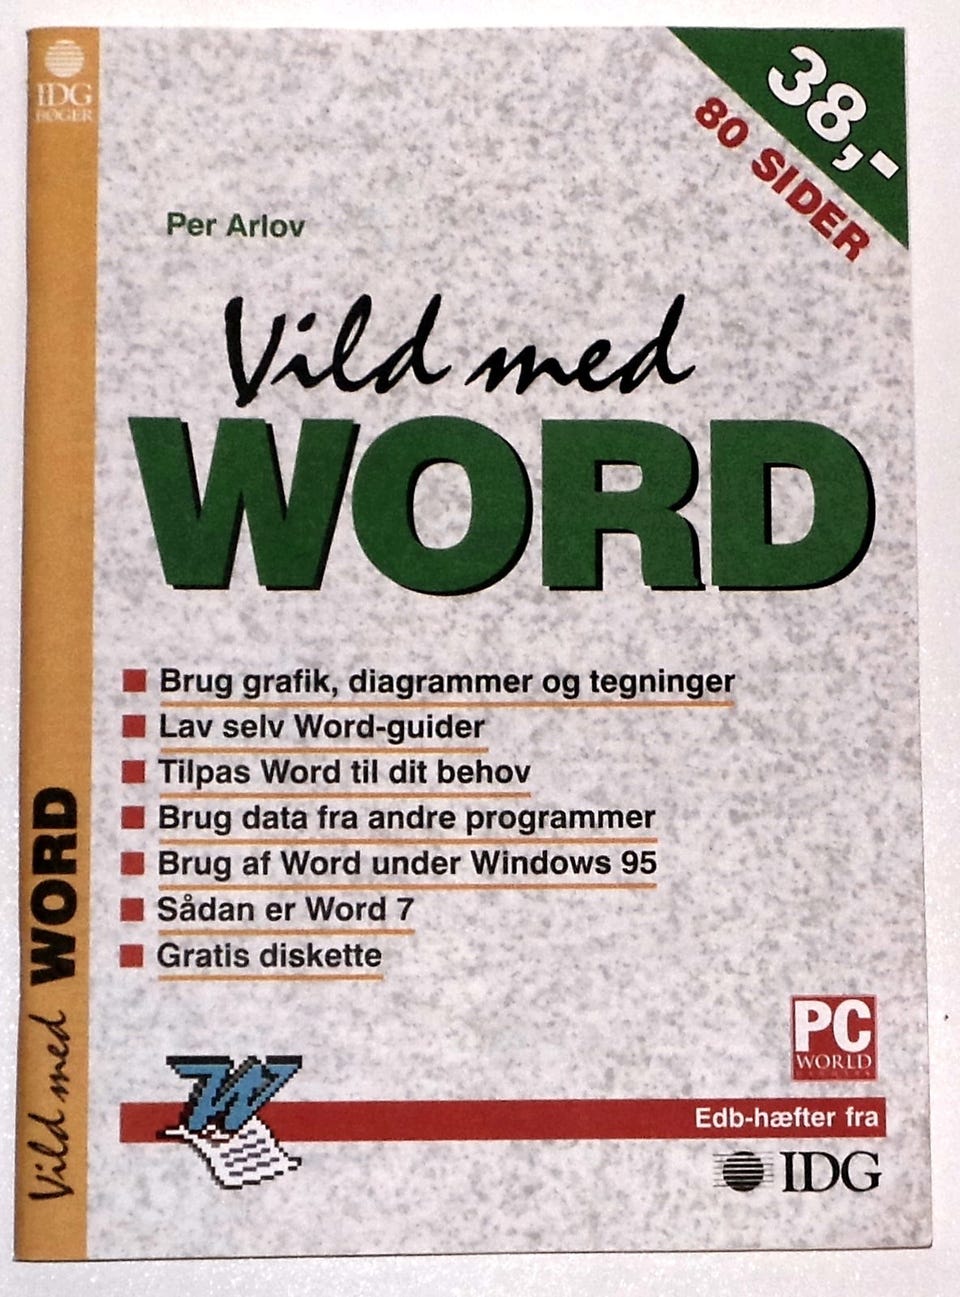 IDG
BØGER
38,-
80 SIDER
Per Arlov
Vild med
WORD
Brug grafik, diagrammer og tegninger
Lav selv Word-guider
Tilpas Word til dit behov
Brug data fra andre programmer
Brug af Word under Windows 95
Sådan er Word 7
Gratis diskette
Vild med WORD
PC
WORLD
Edb-hæfter fra
IDG